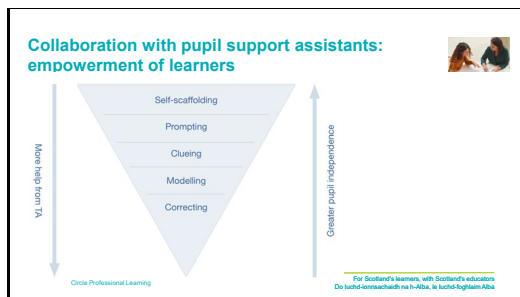 Collaboration with pupil support assistants:
empowerment of learners
More help from TA
Self-scaffolding
Prompting
Clueing
Modelling
Correcting
Greater pupil independence
Circle Professional Learning
For Scotland's learners, with Scotland's educators
Do luchd-ionnsachaidh na h-Alba, le luchd-foghlaim Alba